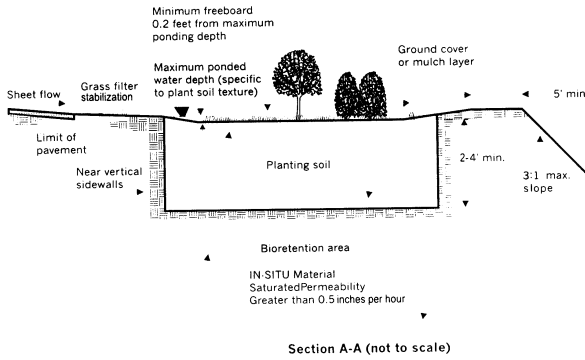 Minimum freeboard
0.2 feet from maximum
ponding depth
Maximum ponded
water depth (specific
to plant soil texture)
Ground cover
or mulch layer
Sheet flow
Grass filter
stabilization
5' min
Limit of
pavement
Near vertical
sidewalls
Planting soil
2-4' min.
3:1 max.
slope
Bioretention area
IN-SITU Material
SaturatedPermeability
Greater than 0.5 inches per hour
Section A-A (not to scale)